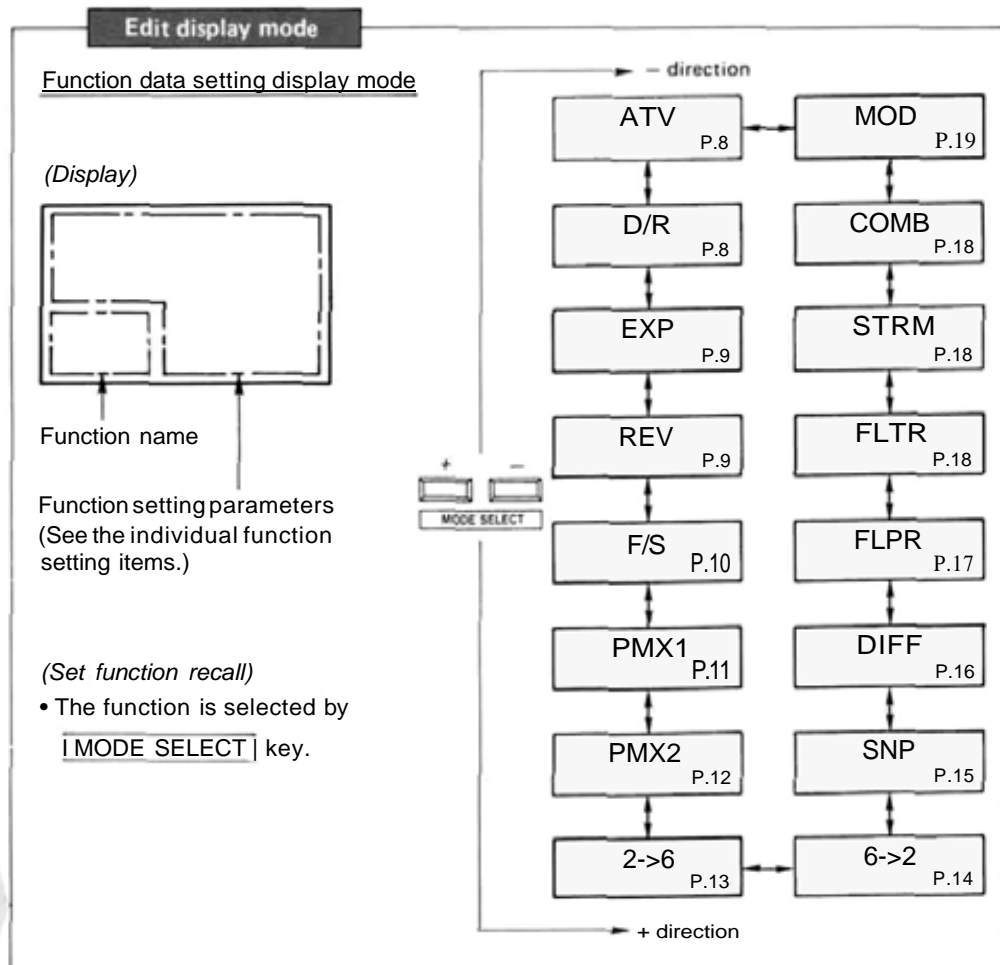 Edit display mode
Function data setting display mode
(Display)
Function name
Function setting parameters
(See the individual function
setting items.)
(Set function recall)
• The function is selected by
I MODE SELECT | key.
− direction
+ −
MODE SELECT
+ direction
ATV
P.8
D/R
P.8
EXP
P.9
REV
P.9
F/S
P.10
PMX1
P.11
PMX2
P.12
2->6
P.13
MOD
P.19
COMB
P.18
STRM
P.18
FLTR
P.18
FLPR
P.17
DIFF
P.16
SNP
P.15
6->2
P.14